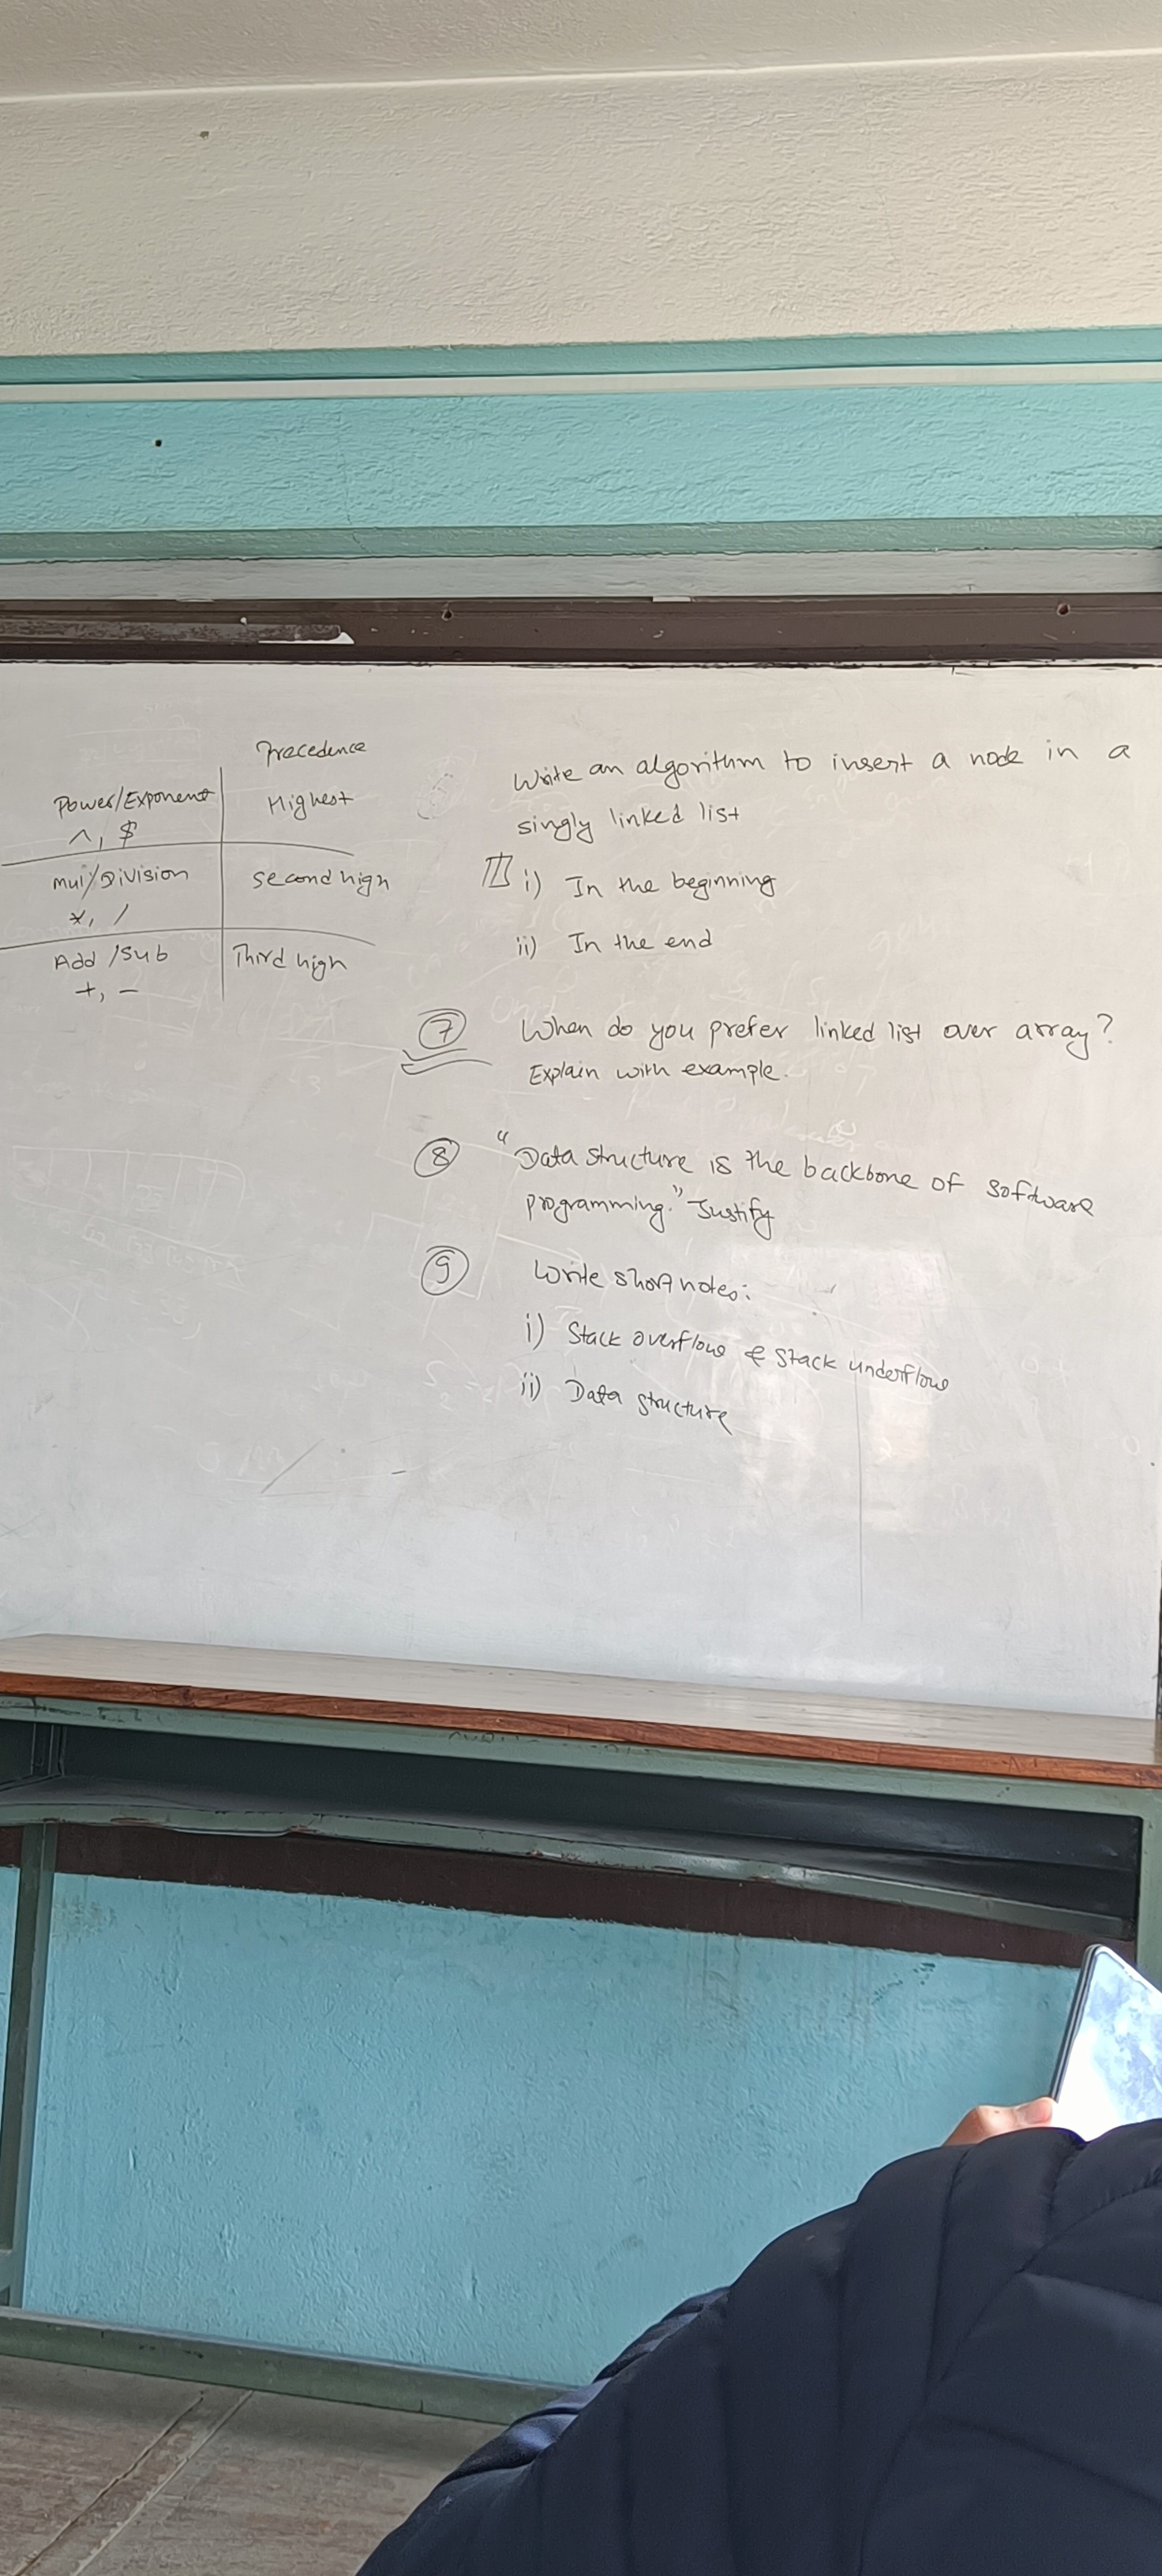 Precedence
Power/Exponent Highest
^, $
Mul/Division Second high
*, /
Add /Sub Third high
+, -
Write an algorithm to insert a node in a
singly linked list
i) In the beginning
ii) In the end
7 When do you prefer linked list over array?
Explain with example.
8 "Data structure is the backbone of software
programming." Justify
9 Write short notes:
i) Stack overflow & Stack underflow
ii) Data structure